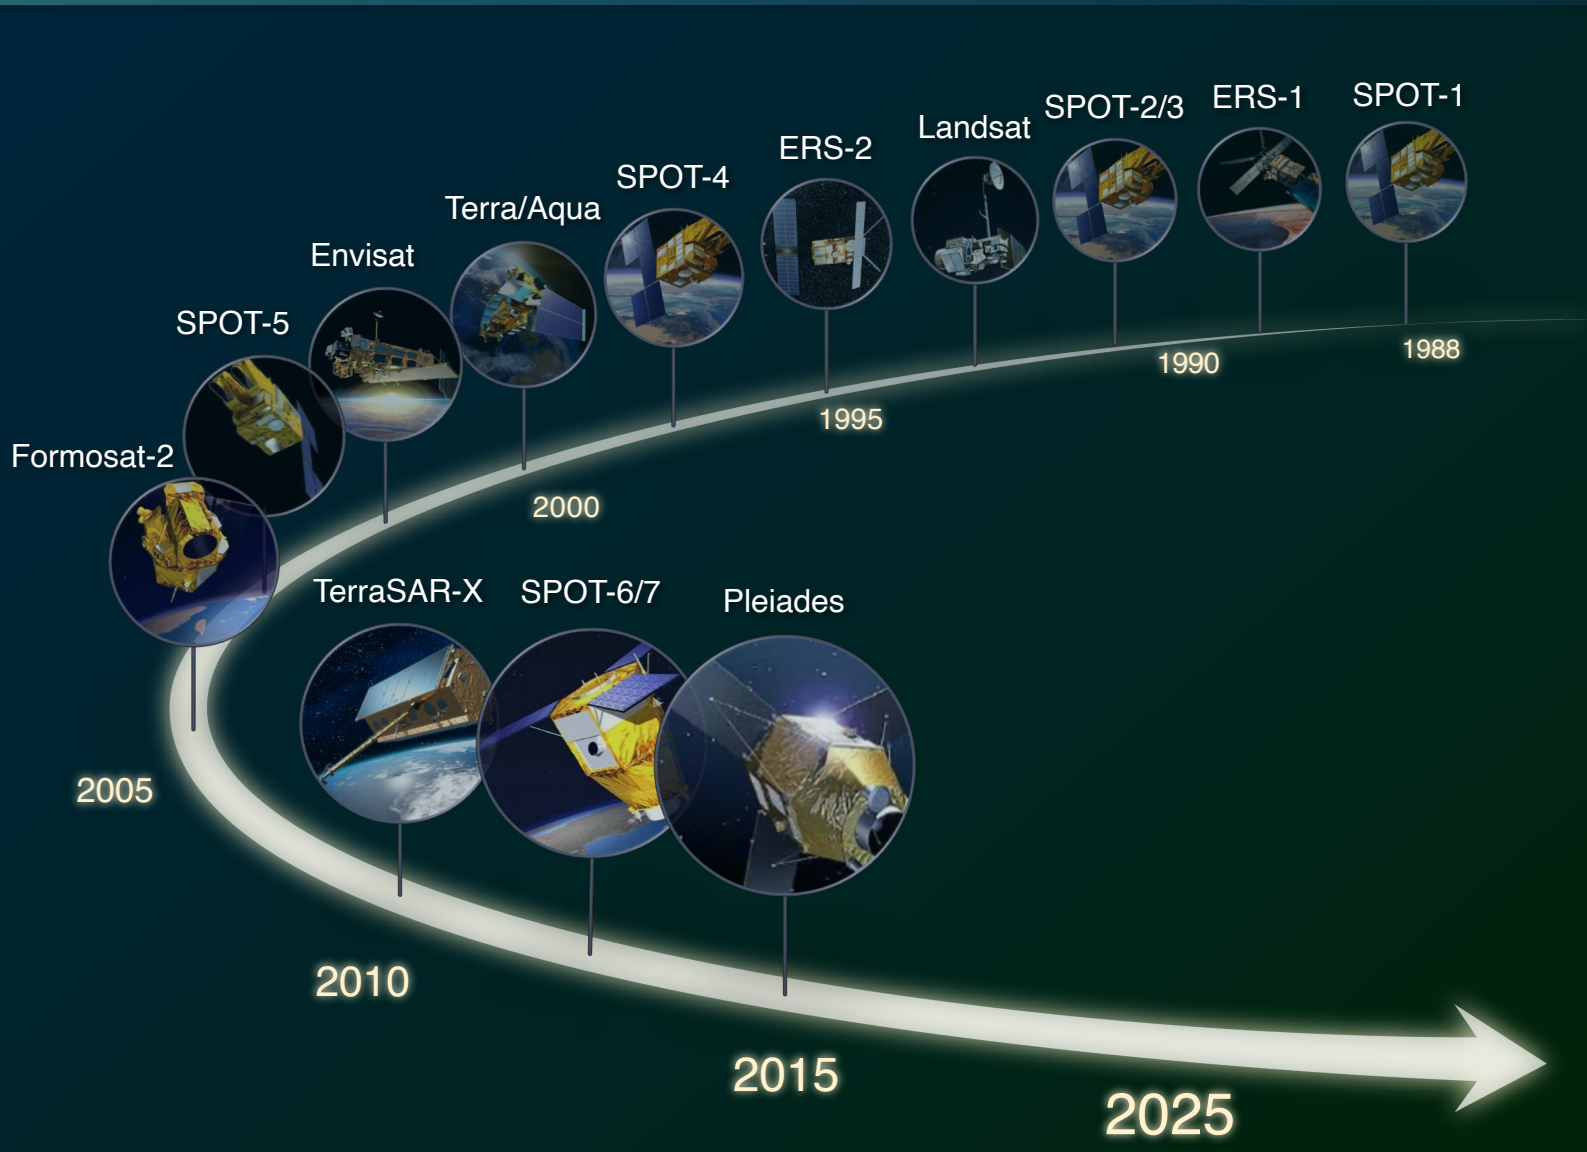 SPOT-1
ERS-1
SPOT-2/3
Landsat
ERS-2
SPOT-4
Terra/Aqua
Envisat
SPOT-5
Formosat-2
1988
1990
1995
2000
TerraSAR-X
SPOT-6/7
Pleiades
2005
2010
2015
2025